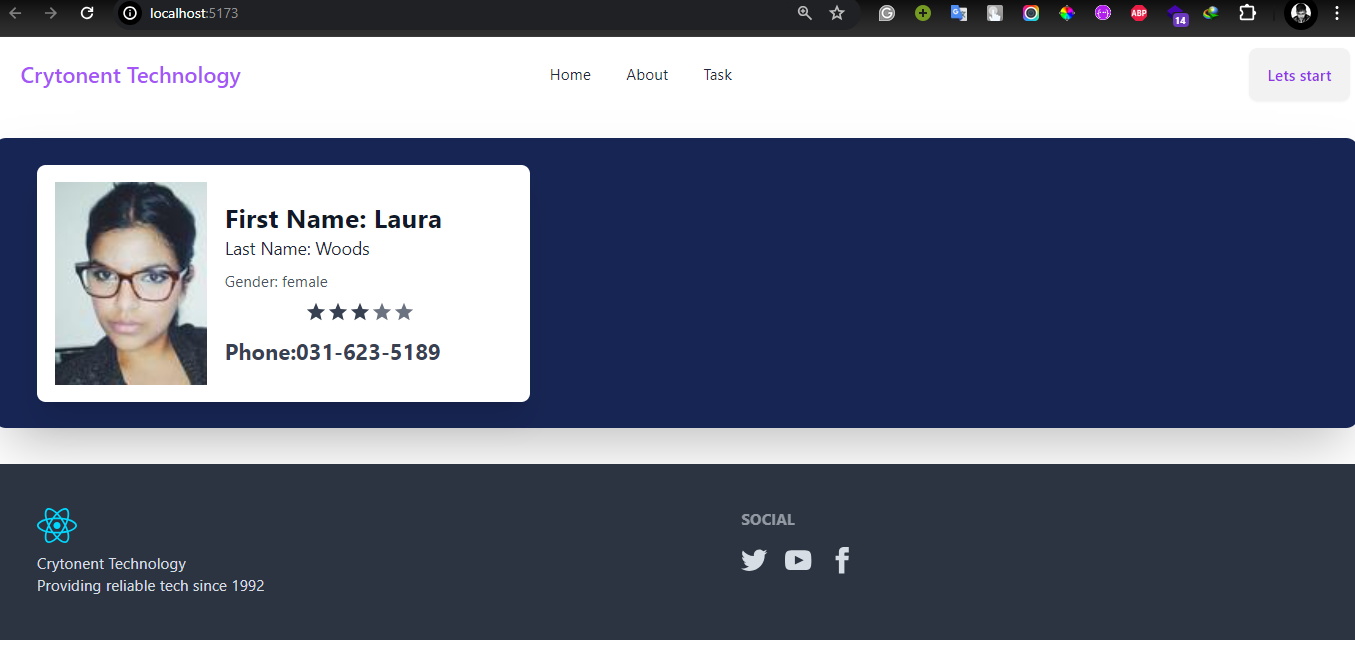 localhost:5173
ABP
14
Crytonent Technology
Home About Task
Lets start
First Name: Laura
Last Name: Woods
Gender: female
Phone:031-623-5189
SOCIAL
Crytonent Technology
Providing reliable tech since 1992